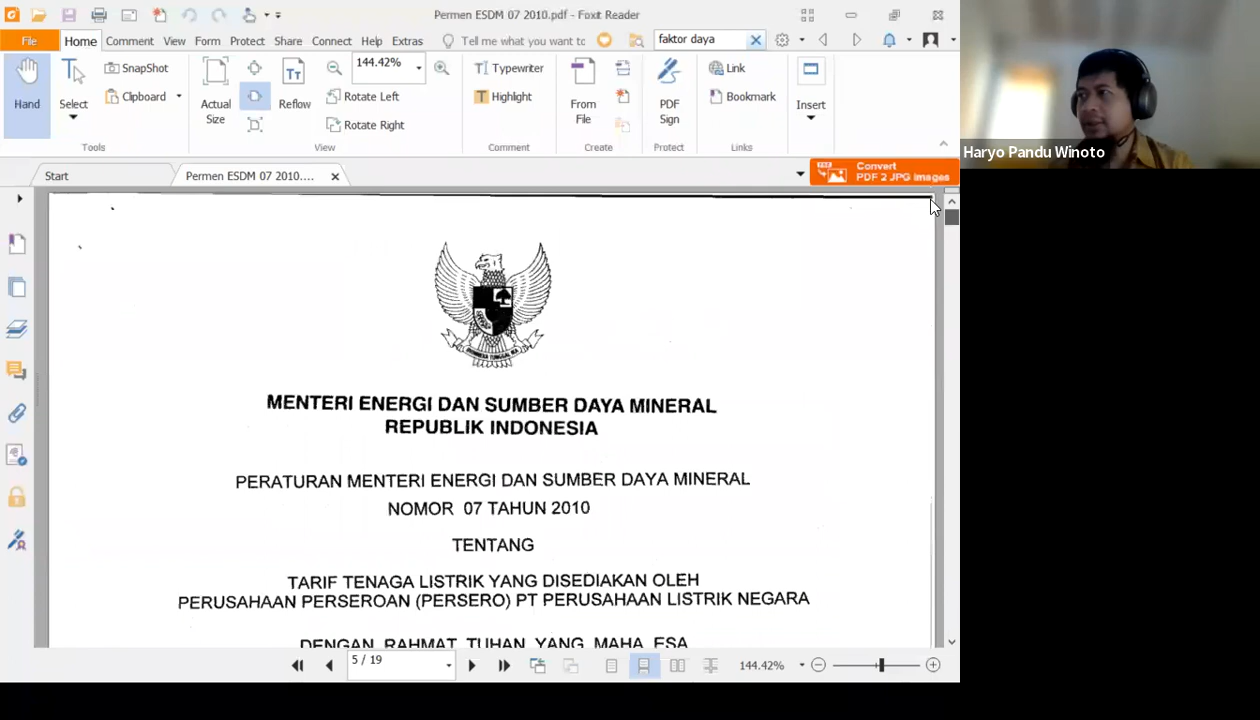 Permen ESDM 07 2010.pdf - Foxit Reader
File Home Comment View Form Protect Share Connect Help Extras Tell me what you want to faktor daya
Hand
Select
SnapShot
Clipboard
Tools
Actual Size
Reflow
144.42%
Rotate Left
Rotate Right
View
Typewriter
Highlight
Comment
From File
Create
PDF Sign
Protect
Link
Bookmark
Links
Insert
Start
Permen ESDM 07 2010....
Convert
PDF 2 JPG images
Haryo Pandu Winoto
MENTERI ENERGI DAN SUMBER DAYA MINERAL
REPUBLIK INDONESIA
PERATURAN MENTERI ENERGI DAN SUMBER DAYA MINERAL
NOMOR 07 TAHUN 2010
TENTANG
TARIF TENAGA LISTRIK YANG DISEDIAKAN OLEH
PERUSAHAAN PERSEROAN (PERSERO) PT PERUSAHAAN LISTRIK NEGARA
DENGAN RAHMAT TUHAN YANG MAHA ESA
5 / 19
144.42%